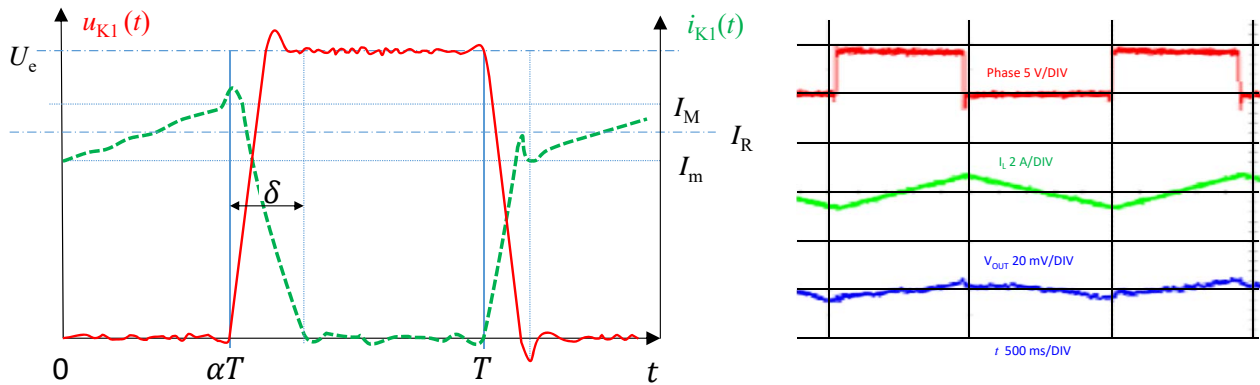 u_K1(t)
i_K1(t)
U_e
I_M
I_R
I_m
δ
0
αT
T
t
Phase 5 V/DIV
I_L 2 A/DIV
V_OUT 20 mV/DIV
t 500 ms/DIV